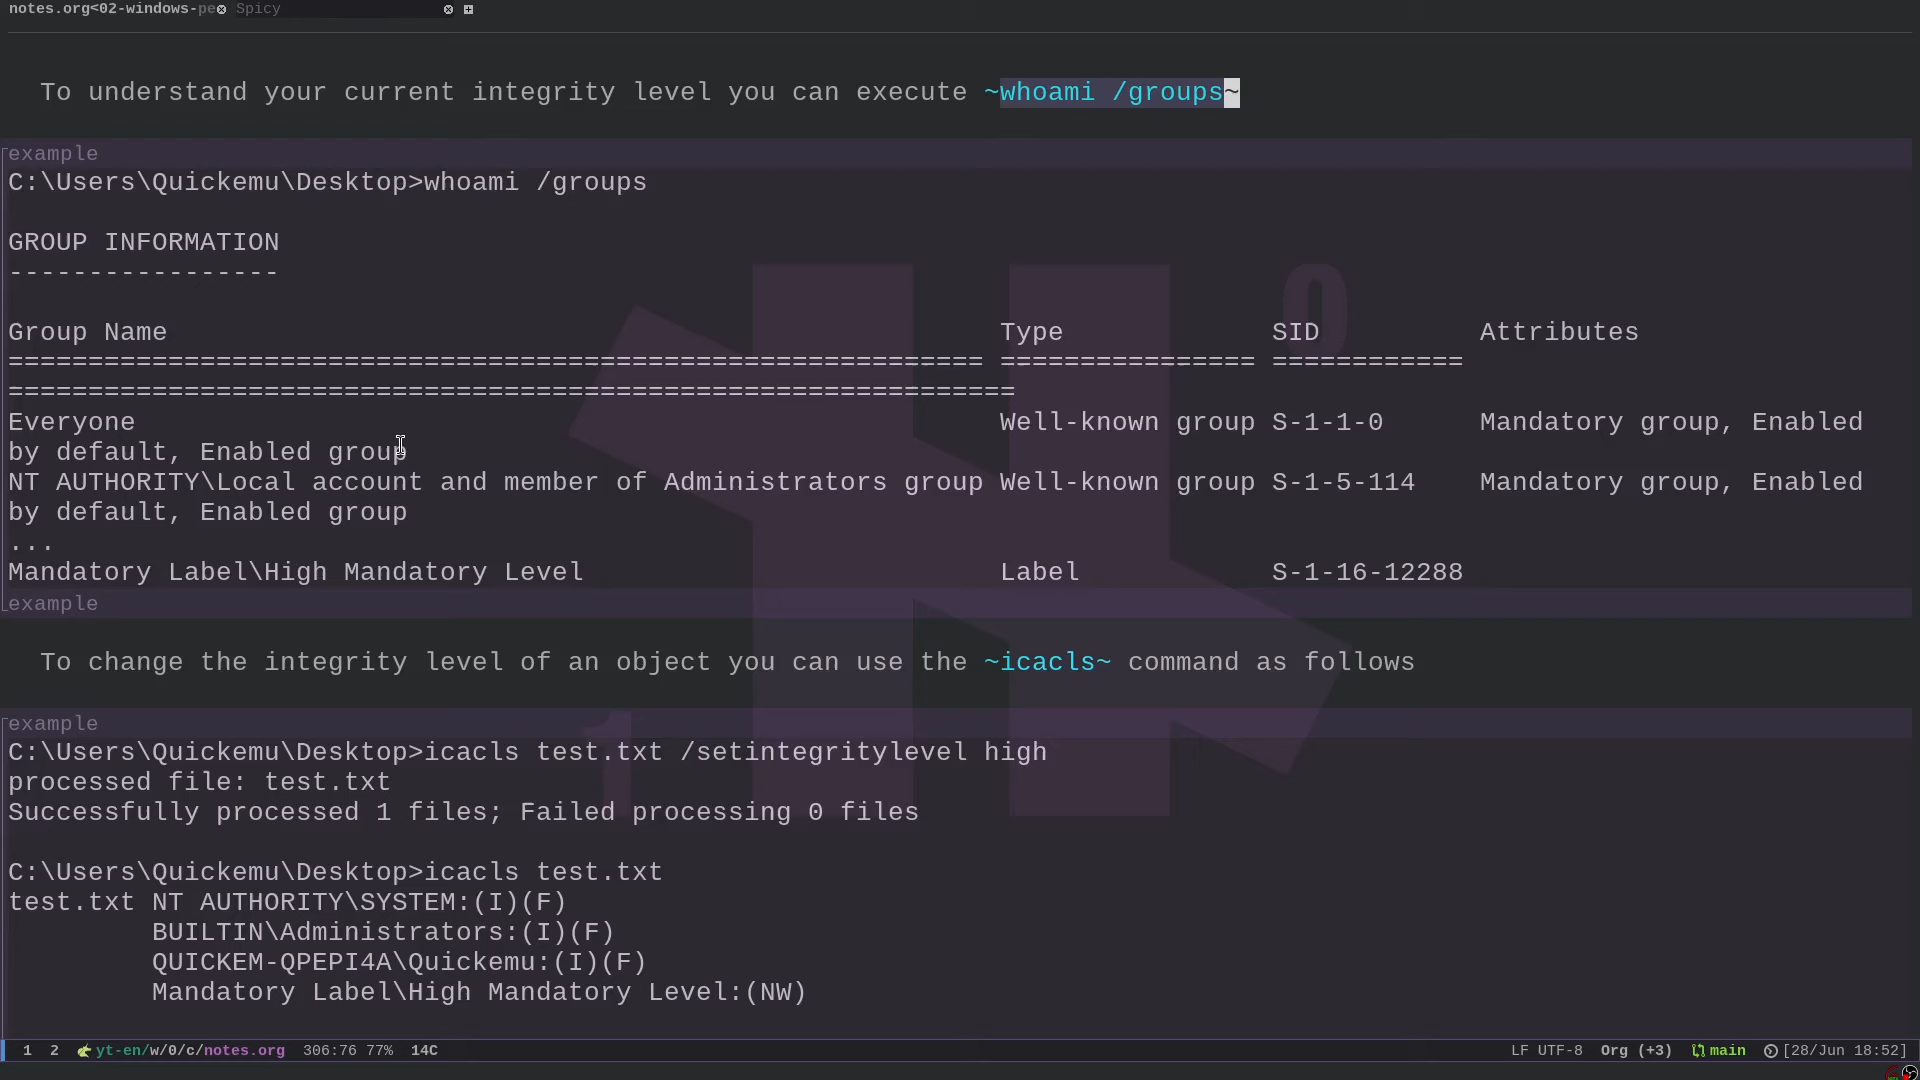 notes.org<02-windows-pe Spicy
To understand your current integrity level you can execute ~whoami /groups~
example
C:\Users\Quickemu\Desktop>whoami /groups
GROUP INFORMATION
-----------------
Group Name Type SID Attributes
============================================================= ================ ============
===============================================================
Everyone Well-known group S-1-1-0 Mandatory group, Enabled
by default, Enabled group
NT AUTHORITY\Local account and member of Administrators group Well-known group S-1-5-114 Mandatory group, Enabled
by default, Enabled group
...
Mandatory Label\High Mandatory Level Label S-1-16-12288
example
To change the integrity level of an object you can use the ~icacls~ command as follows
example
C:\Users\Quickemu\Desktop>icacls test.txt /setintegritylevel high
processed file: test.txt
Successfully processed 1 files; Failed processing 0 files
C:\Users\Quickemu\Desktop>icacls test.txt
test.txt NT AUTHORITY\SYSTEM:(I)(F)
BUILTIN\Administrators:(I)(F)
QUICKEM-QPEPI4A\Quickemu:(I)(F)
Mandatory Label\High Mandatory Level:(NW)
1 2 yt-en/w/0/c/notes.org 306:76 77% 14C LF UTF-8 Org (+3) main [28/Jun 18:52]